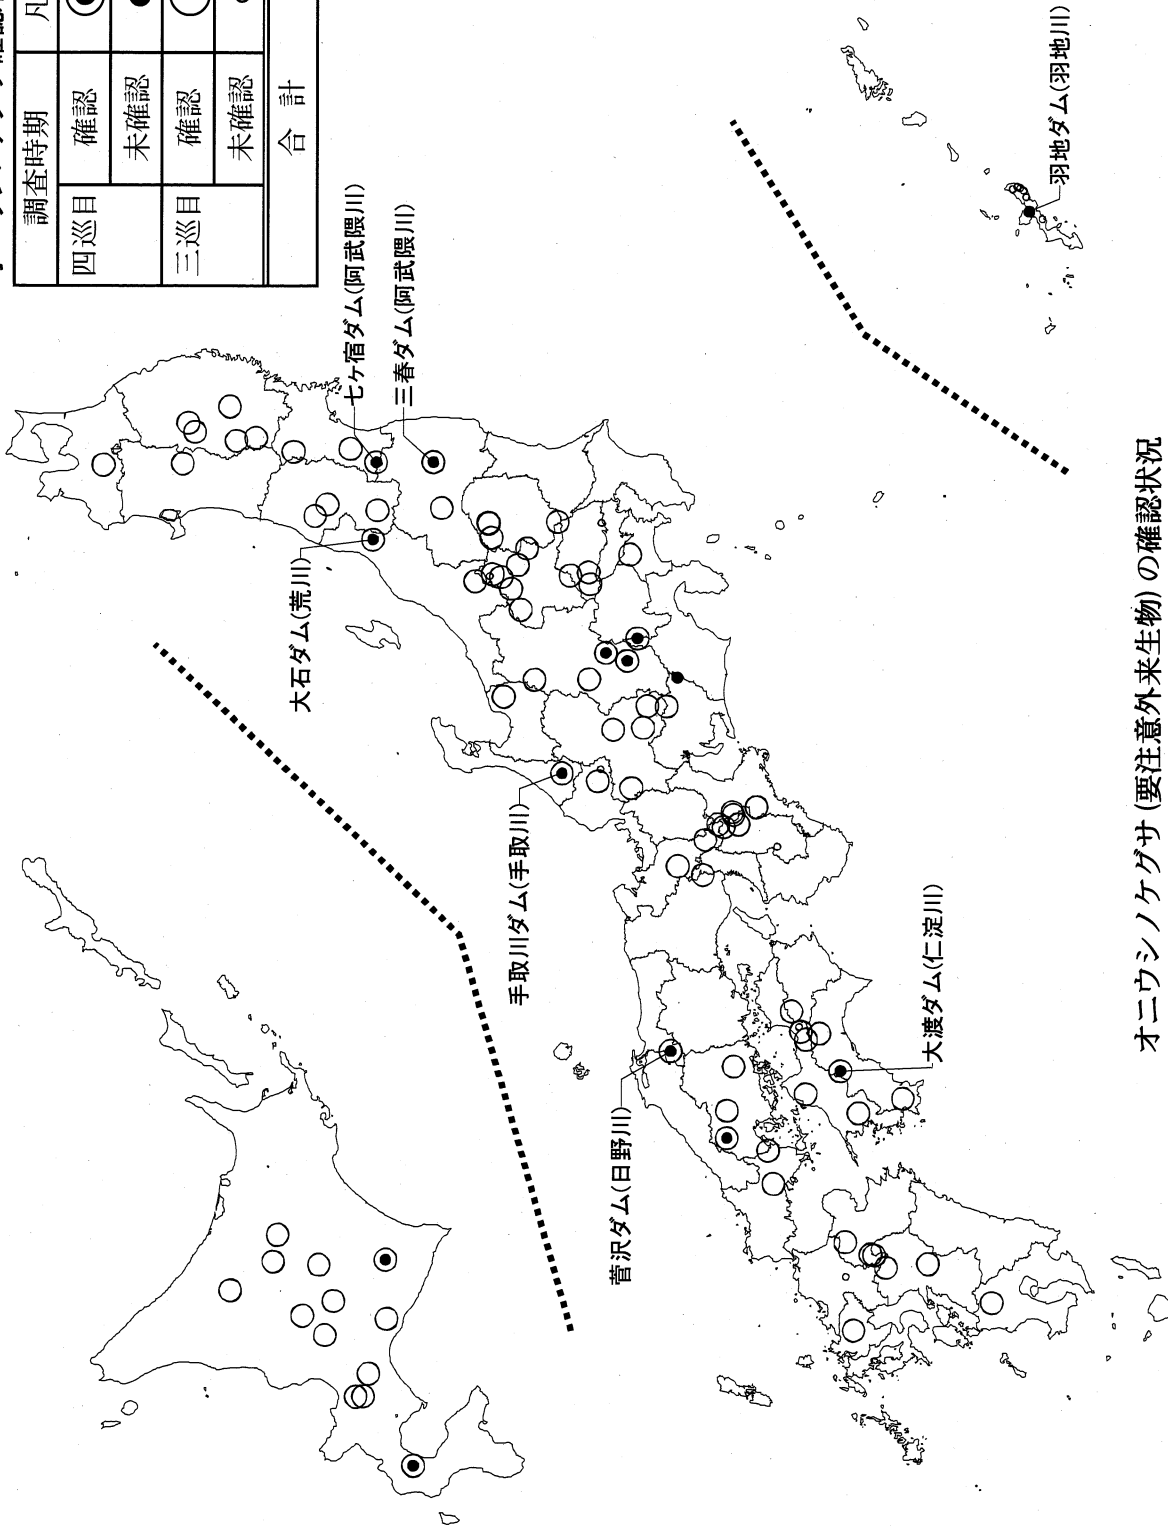 調査時期
凡
四巡目
確認
未確認
三巡目
確認
未確認
合計
七ヶ宿ダム(阿武隈川)
三春ダム(阿武隈川)
大石ダム(荒川)
手取川ダム(手取川)
菅沢ダム(日野川)
大渡ダム(仁淀川)
羽地ダム(羽地川)
オニウシノケグサ(要注意外来生物)の確認状況